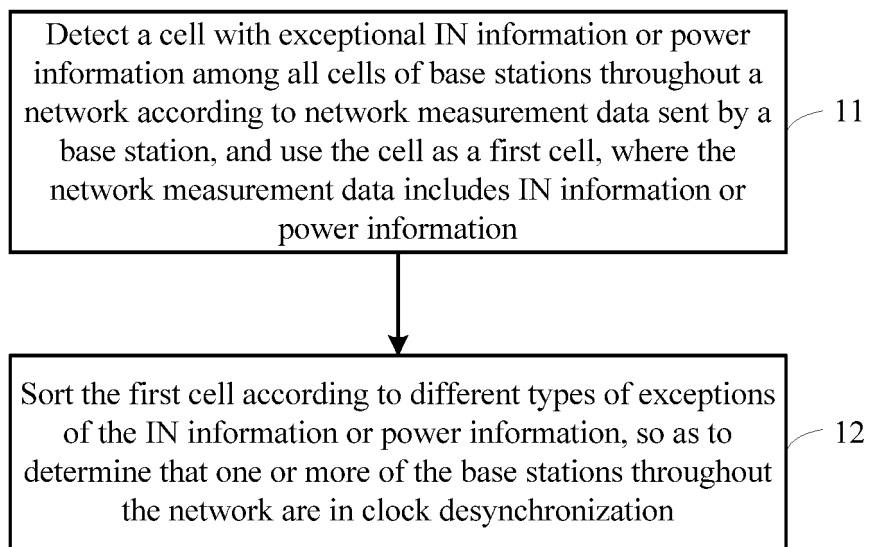 Detect a cell with exceptional IN information or power
information among all cells of base stations throughout a
network according to network measurement data sent by a
base station, and use the cell as a first cell, where the
network measurement data includes IN information or
power information
11
Sort the first cell according to different types of exceptions
of the IN information or power information, so as to
determine that one or more of the base stations throughout
the network are in clock desynchronization
12